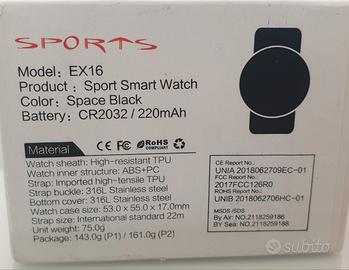 SPORTS
Model: EX16
Product : Sport Smart Watch
Color: Space Black
Battery: CR2032 / 220mAh
Material
CE FC RoHS COMPLIANT
Watch sheath: High-resistant TPU
Watch inner structure: ABS+PC
Strap: Imported high-tensile TPU
Strap buckle: 316L Stainless steel
Bottom cover: 316L Stainless steel
Watch case size: 53.0 x 55.0 x 17.0mm
Strap size: International standard 22m
Unit weight: 75.0g
Package: 143.0g (P1) / 161.0g (P2)
CE Report No.:
UNIA 2018062709EC-01
FCC Report No.:
2017FCC126R0
ROHS Report No.:
UNIB 2018062706HC-01
MSDS /SDS
By Air: NO. 2118259186
By Sea: NO. 2118259188
subito